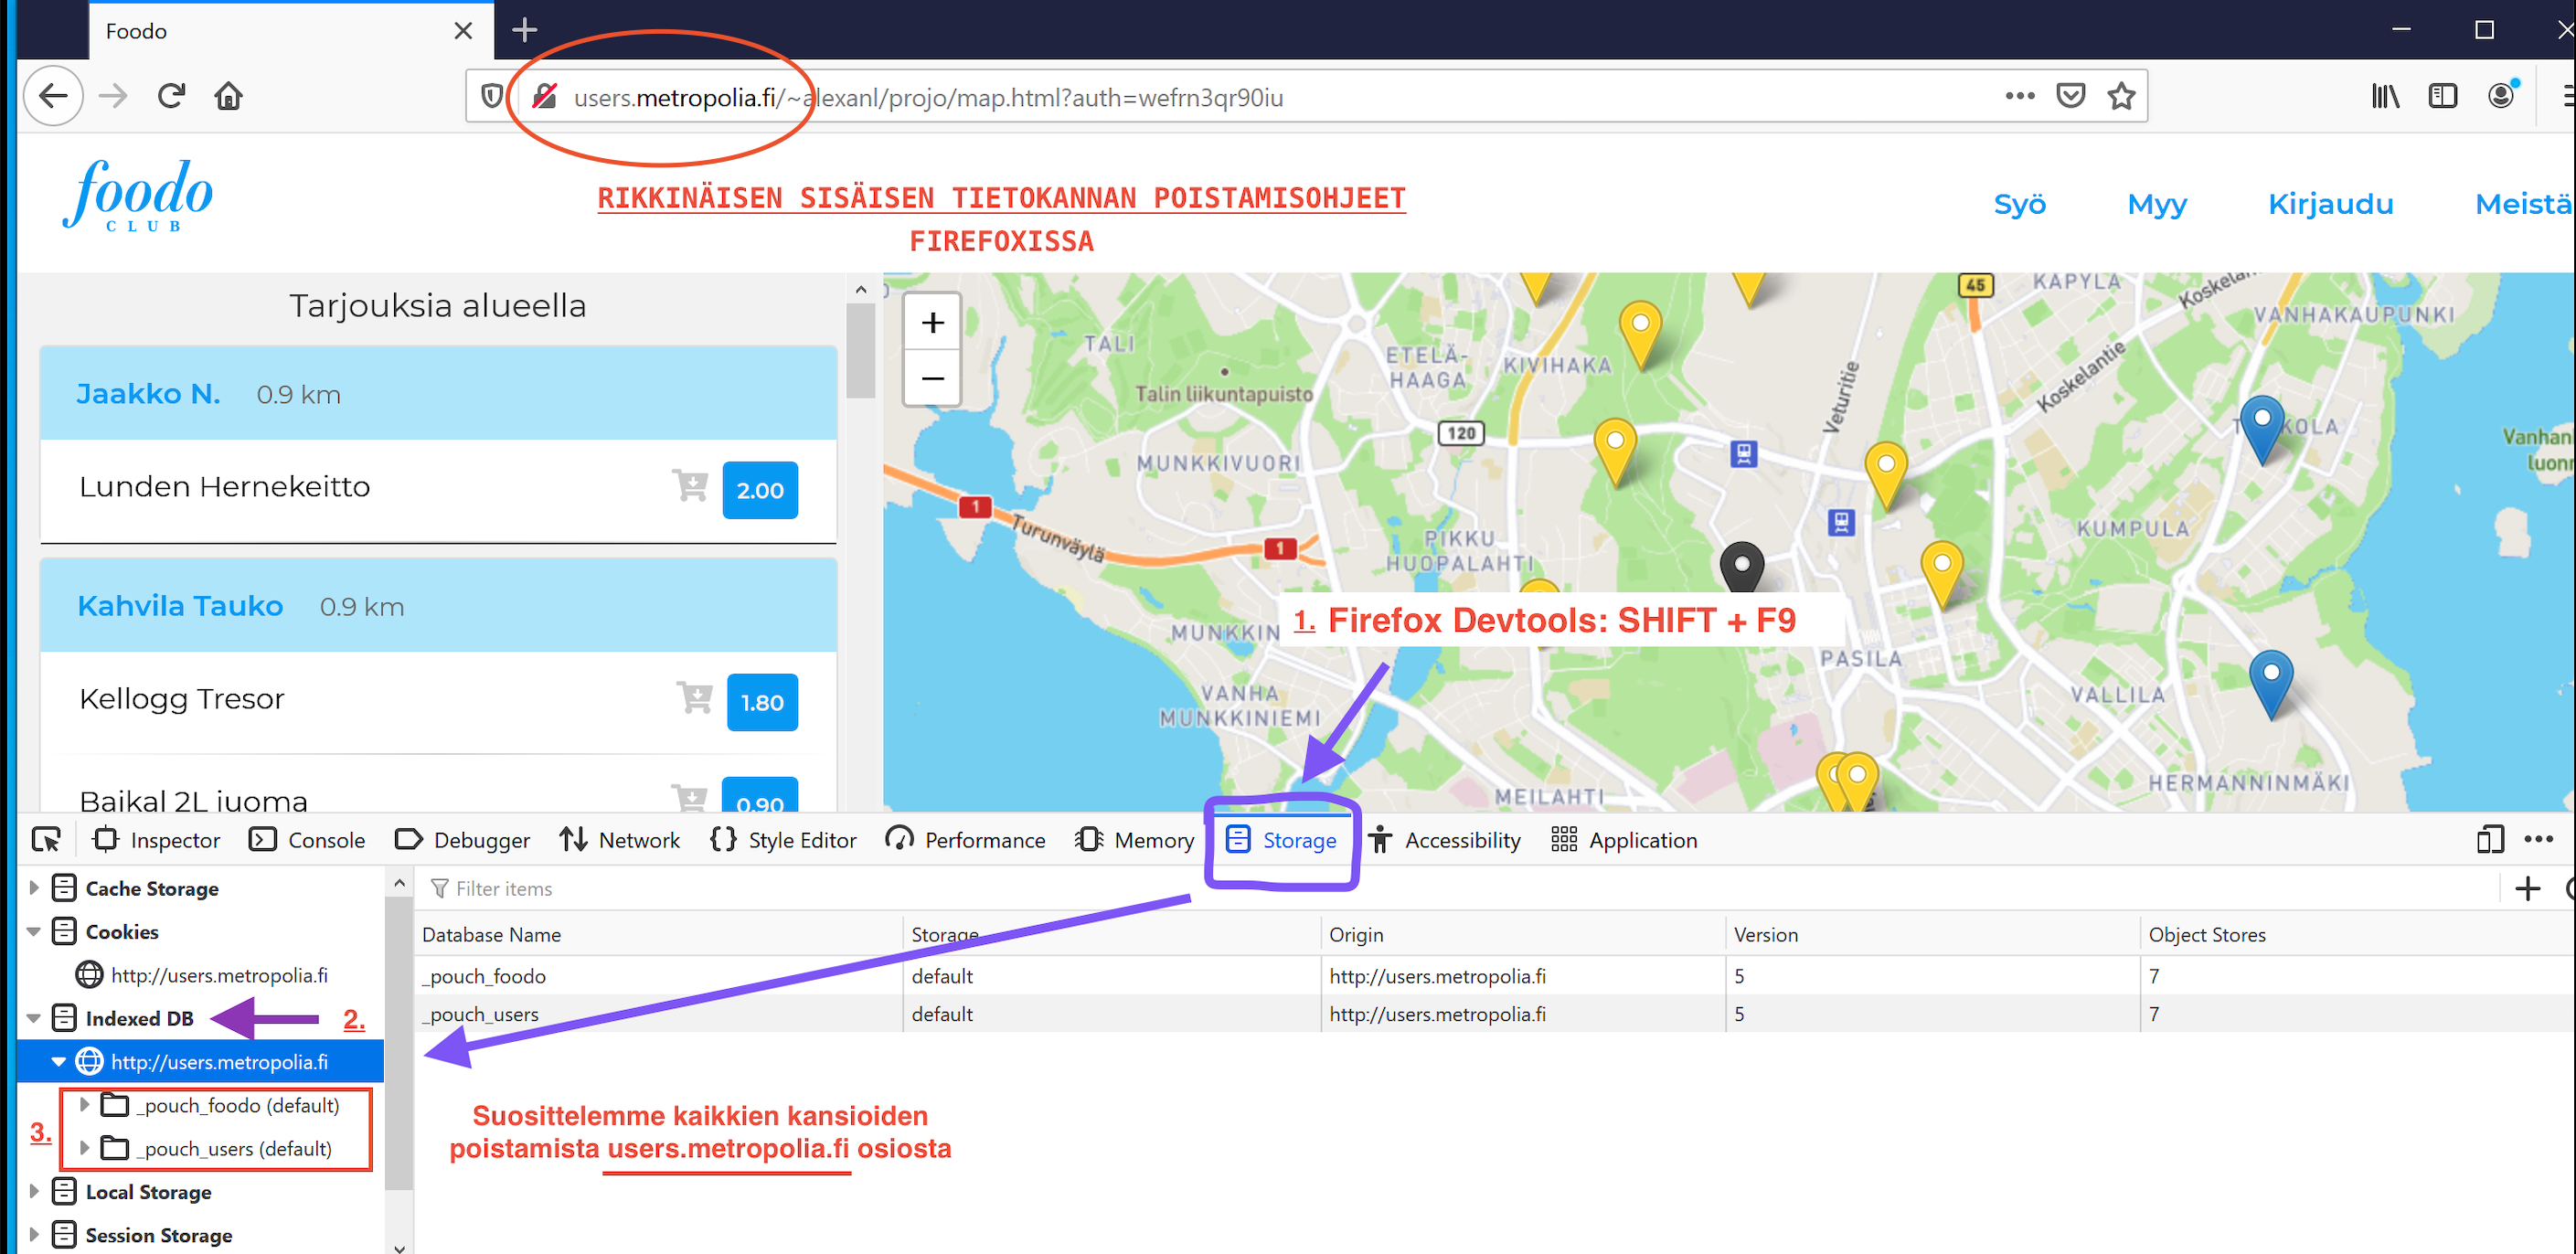 Foodo
users.metropolia.fi/~alexanl/projo/map.html?auth=wefrn3qr90iu
foodo
CLUB
RIKKINÄISEN SISÄISEN TIETOKANNAN POISTAMISOHJEET
FIREFOXISSA
Syö Myy Kirjaudu Meistä
Tarjouksia alueella
Jaakko N. 0.9 km
Lunden Hernekeitto 2.00
Kahvila Tauko 0.9 km
Kellogg Tresor 1.80
Baikal 2L juoma 0.90
+
−
45
KÄPYLÄ
VANHAKAUPUNKI
TALI
ETELÄ-
HAAGA
KIVIHAKA
Koskelantie
Veturitie
Talin liikuntapuisto
120
MUNKKIVUORI
Vanhan
luonn
1
Turunväylä
1
PIKKU
HUOPALAHTI
KUMPULA
MUNKKIN
1. Firefox Devtools: SHIFT + F9
PASILA
VANHA
MUNKKINIEMI
VALLILA
MEILAHTI
HERMANNINMÄKI
Inspector Console Debugger Network Style Editor Performance Memory Storage Accessibility Application
Cache Storage
Cookies
http://users.metropolia.fi
Indexed DB 2.
http://users.metropolia.fi
3.
_pouch_foodo (default)
_pouch_users (default)
Local Storage
Session Storage
Filter items
Database Name Storage Origin Version Object Stores
_pouch_foodo default http://users.metropolia.fi 5 7
_pouch_users default http://users.metropolia.fi 5 7
Suosittelemme kaikkien kansioiden
poistamista users.metropolia.fi osiosta